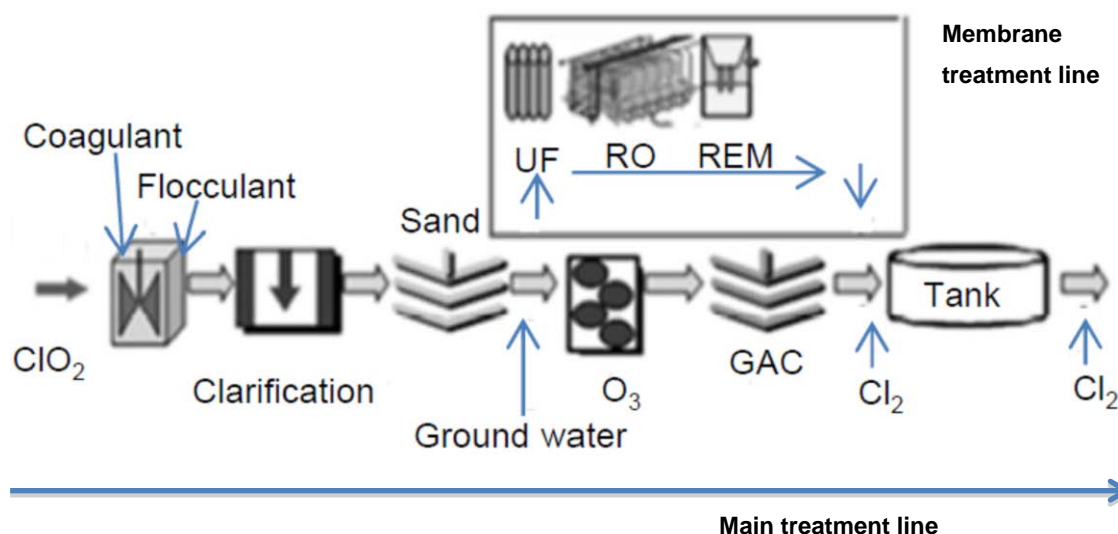 Membrane
treatment line
Coagulant
Flocculant
UF RO REM
Sand
ClO₂
Clarification
O₃
GAC
Tank
Cl₂
Cl₂
Ground water
Main treatment line